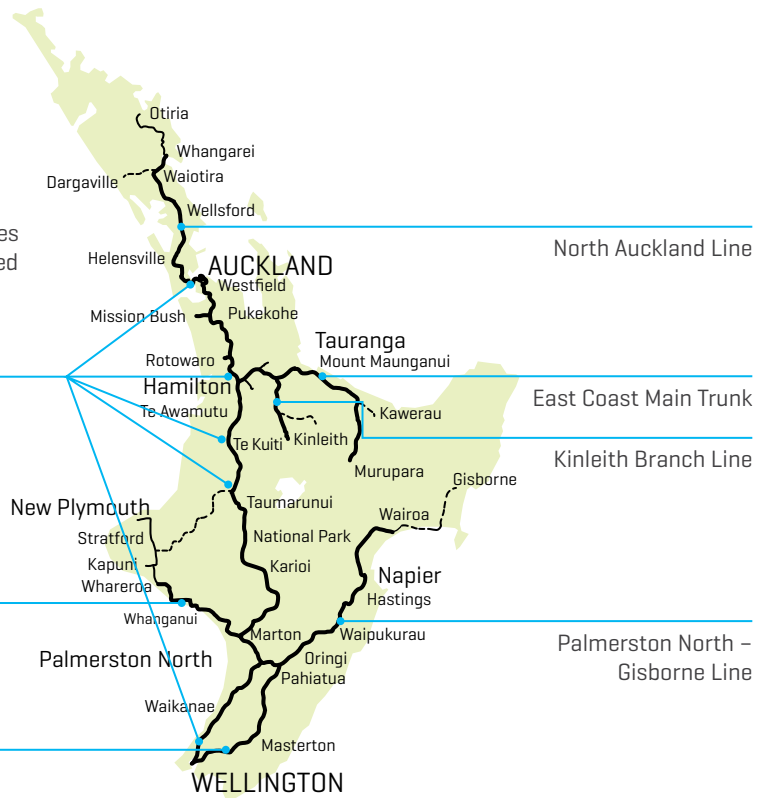 Otiria
Whangarei
Dargaville
Waiotira
Wellsford
es
ed
North Auckland Line
Helensville
AUCKLAND
Westfield
Mission Bush
Pukekohe
Tauranga
Rotowaro
Mount Maunganui
Hamilton
East Coast Main Trunk
Te Awamutu
Kawerau
Te Kuiti
Kinleith
Kinleith Branch Line
Murupara
Gisborne
Taumarunui
New Plymouth
Wairoa
Stratford
National Park
Kapuni
Karioi
Whareroa
Napier
Hastings
Whanganui
Marton
Waipukurau
Palmerston North –
Gisborne Line
Palmerston North
Oringi
Pahiatua
Waikanae
Masterton
WELLINGTON